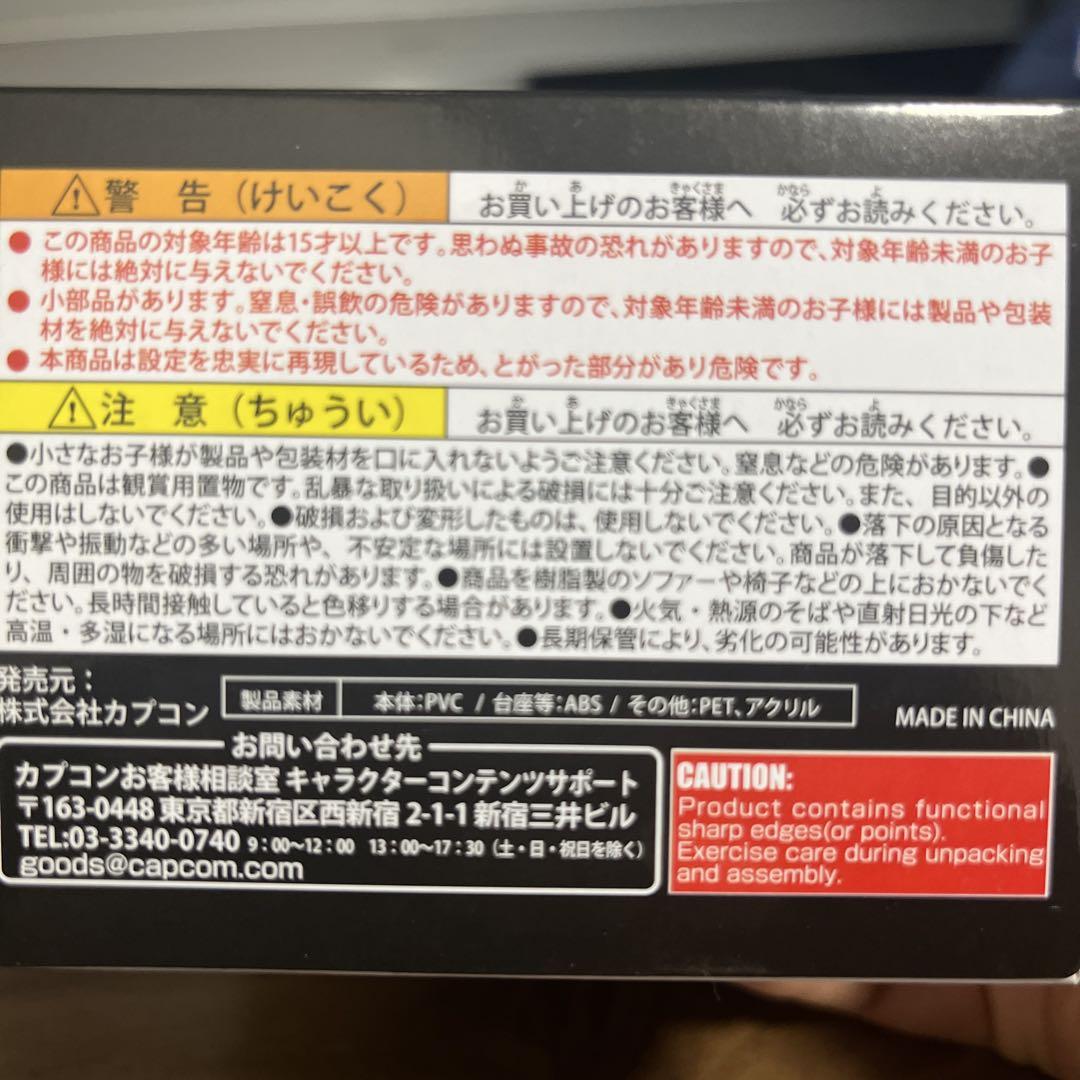 ⚠警 告（けいこく） お買い上げのお客様へ 必ずお読みください。
か あ きゃくさま かなら よ
● この商品の対象年齢は15才以上です。思わぬ事故の恐れがありますので、対象年齢未満のお子
様には絶対に与えないでください。
● 小部品があります。窒息・誤飲の危険がありますので、対象年齢未満のお子様には製品や包装
材を絶対に与えないでください。
● 本商品は設定を忠実に再現しているため、とがった部分があり危険です。
⚠注 意（ちゅうい） お買い上げのお客様へ 必ずお読みください。
か あ きゃくさま かなら よ
●小さなお子様が製品や包装材を口に入れないようご注意ください。窒息などの危険があります。●
この商品は観賞用置物です。乱暴な取り扱いによる破損には十分ご注意ください。また、目的以外の
使用はしないでください。●破損および変形したものは、使用しないでください。●落下の原因となる
衝撃や振動などの多い場所や、不安定な場所には設置しないでください。商品が落下して負傷した
り、周囲の物を破損する恐れがあります。●商品を樹脂製のソファーや椅子などの上におかないでく
ださい。長時間接触していると色移りする場合があります。●火気・熱源のそばや直射日光の下など
高温・多湿になる場所にはおかないでください。●長期保管により、劣化の可能性があります。
発売元：
株式会社カプコン
製品素材 本体：PVC / 台座等：ABS / その他：PET、アクリル
MADE IN CHINA
お問い合わせ先
カプコンお客様相談室 キャラクターコンテンツサポート
〒163-0448 東京都新宿区西新宿 2-1-1 新宿三井ビル
TEL:03-3340-0740 9：00〜12：00 13：00〜17：30（土・日・祝日を除く）
goods@capcom.com
CAUTION:
Product contains functional
sharp edges(or points).
Exercise care during unpacking
and assembly.